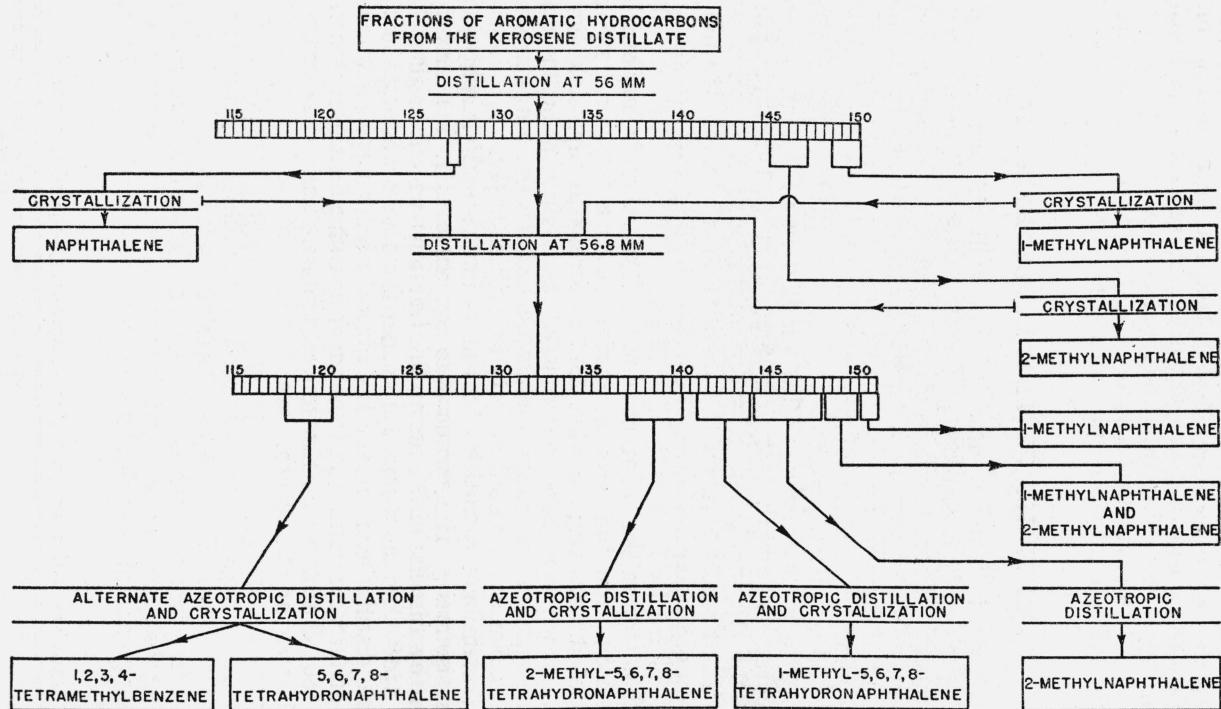 FRACTIONS OF AROMATIC HYDROCARBONS
FROM THE KEROSENE DISTILLATE
DISTILLATION AT 56 MM
115 120 125 130 135 140 145 150
CRYSTALLIZATION
NAPHTHALENE
CRYSTALLIZATION
1-METHYLNAPHTHALENE
DISTILLATION AT 56.8 MM
CRYSTALLIZATION
2-METHYLNAPHTHALENE
115 120 125 130 135 140 145 150
1-METHYLNAPHTHALENE
1-METHYLNAPHTHALENE
AND
2-METHYLNAPHTHALENE
ALTERNATE AZEOTROPIC DISTILLATION
AND CRYSTALLIZATION
AZEOTROPIC DISTILLATION
AND CRYSTALLIZATION
AZEOTROPIC DISTILLATION
AND CRYSTALLIZATION
AZEOTROPIC
DISTILLATION
1,2,3,4-
TETRAMETHYLBENZENE
5,6,7,8-
TETRAHYDRONAPHTHALENE
2-METHYL-5,6,7,8-
TETRAHYDRONAPHTHALENE
1-METHYL-5,6,7,8-
TETRAHYDRONAPHTHALENE
2-METHYLNAPHTHALENE